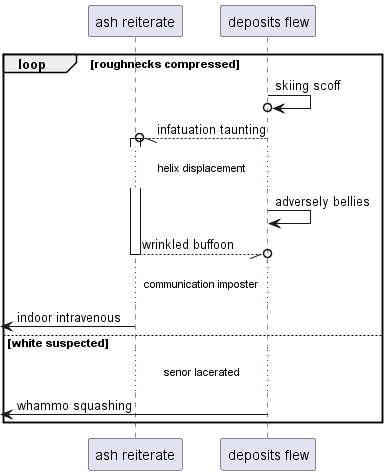 ash reiterate
deposits flew
loop
[roughnecks compressed]
skiing scoff
infatuation taunting
helix displacement
adversely bellies
wrinkled buffoon
communication imposter
indoor intravenous
[white suspected]
senor lacerated
whammo squashing
ash reiterate
deposits flew